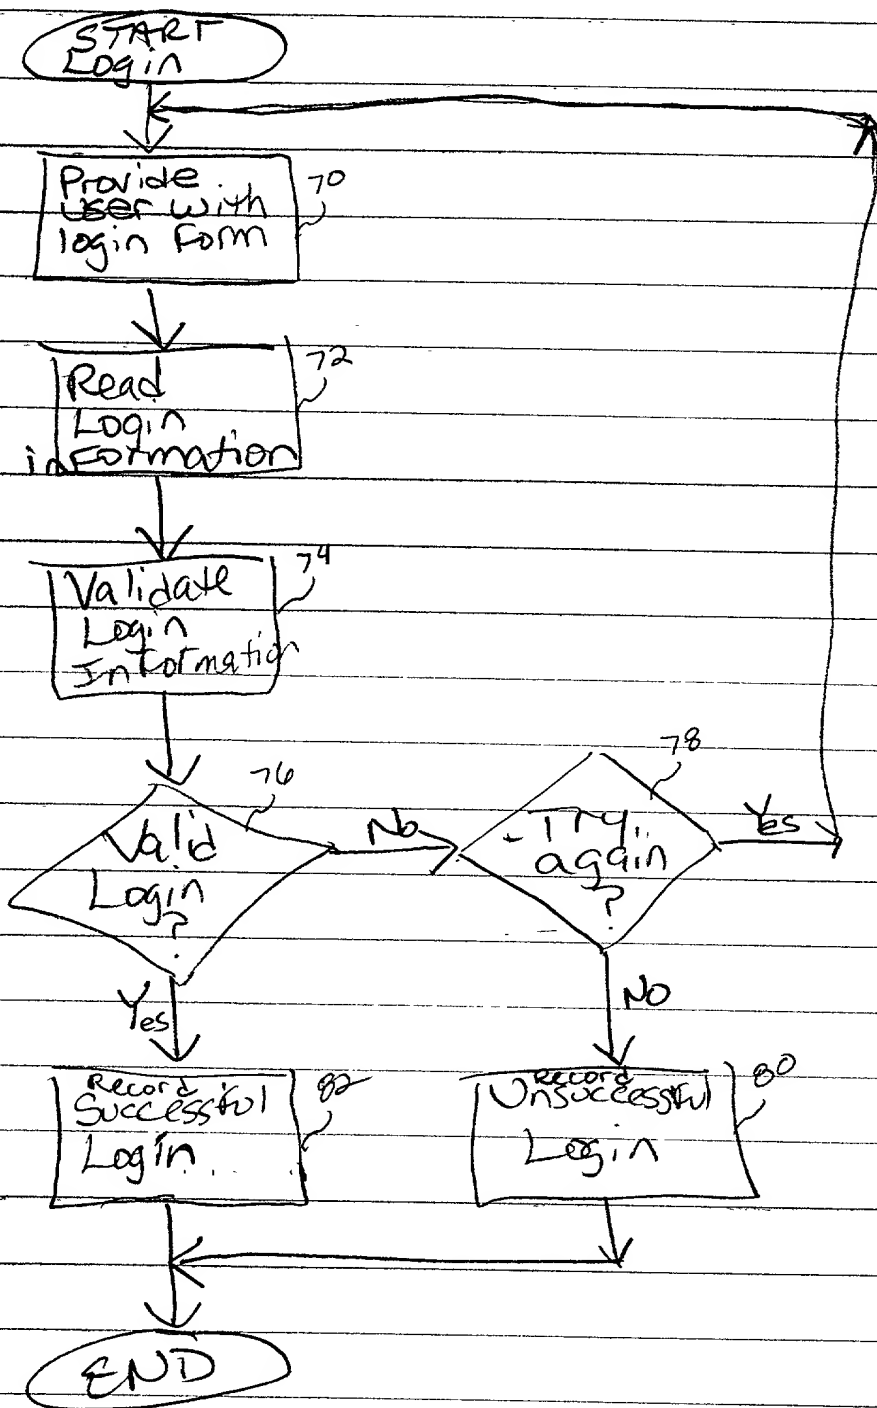 START
Login
Provide
user with
login Form
70
Read
Login
inFormation
72
Validate
Login
Information
74
Valid
Login
?
76
No
Try
again
?
78
Yes
Yes
No
Record
Successful
Login
82
Record
Unsuccessful
Login
80
END